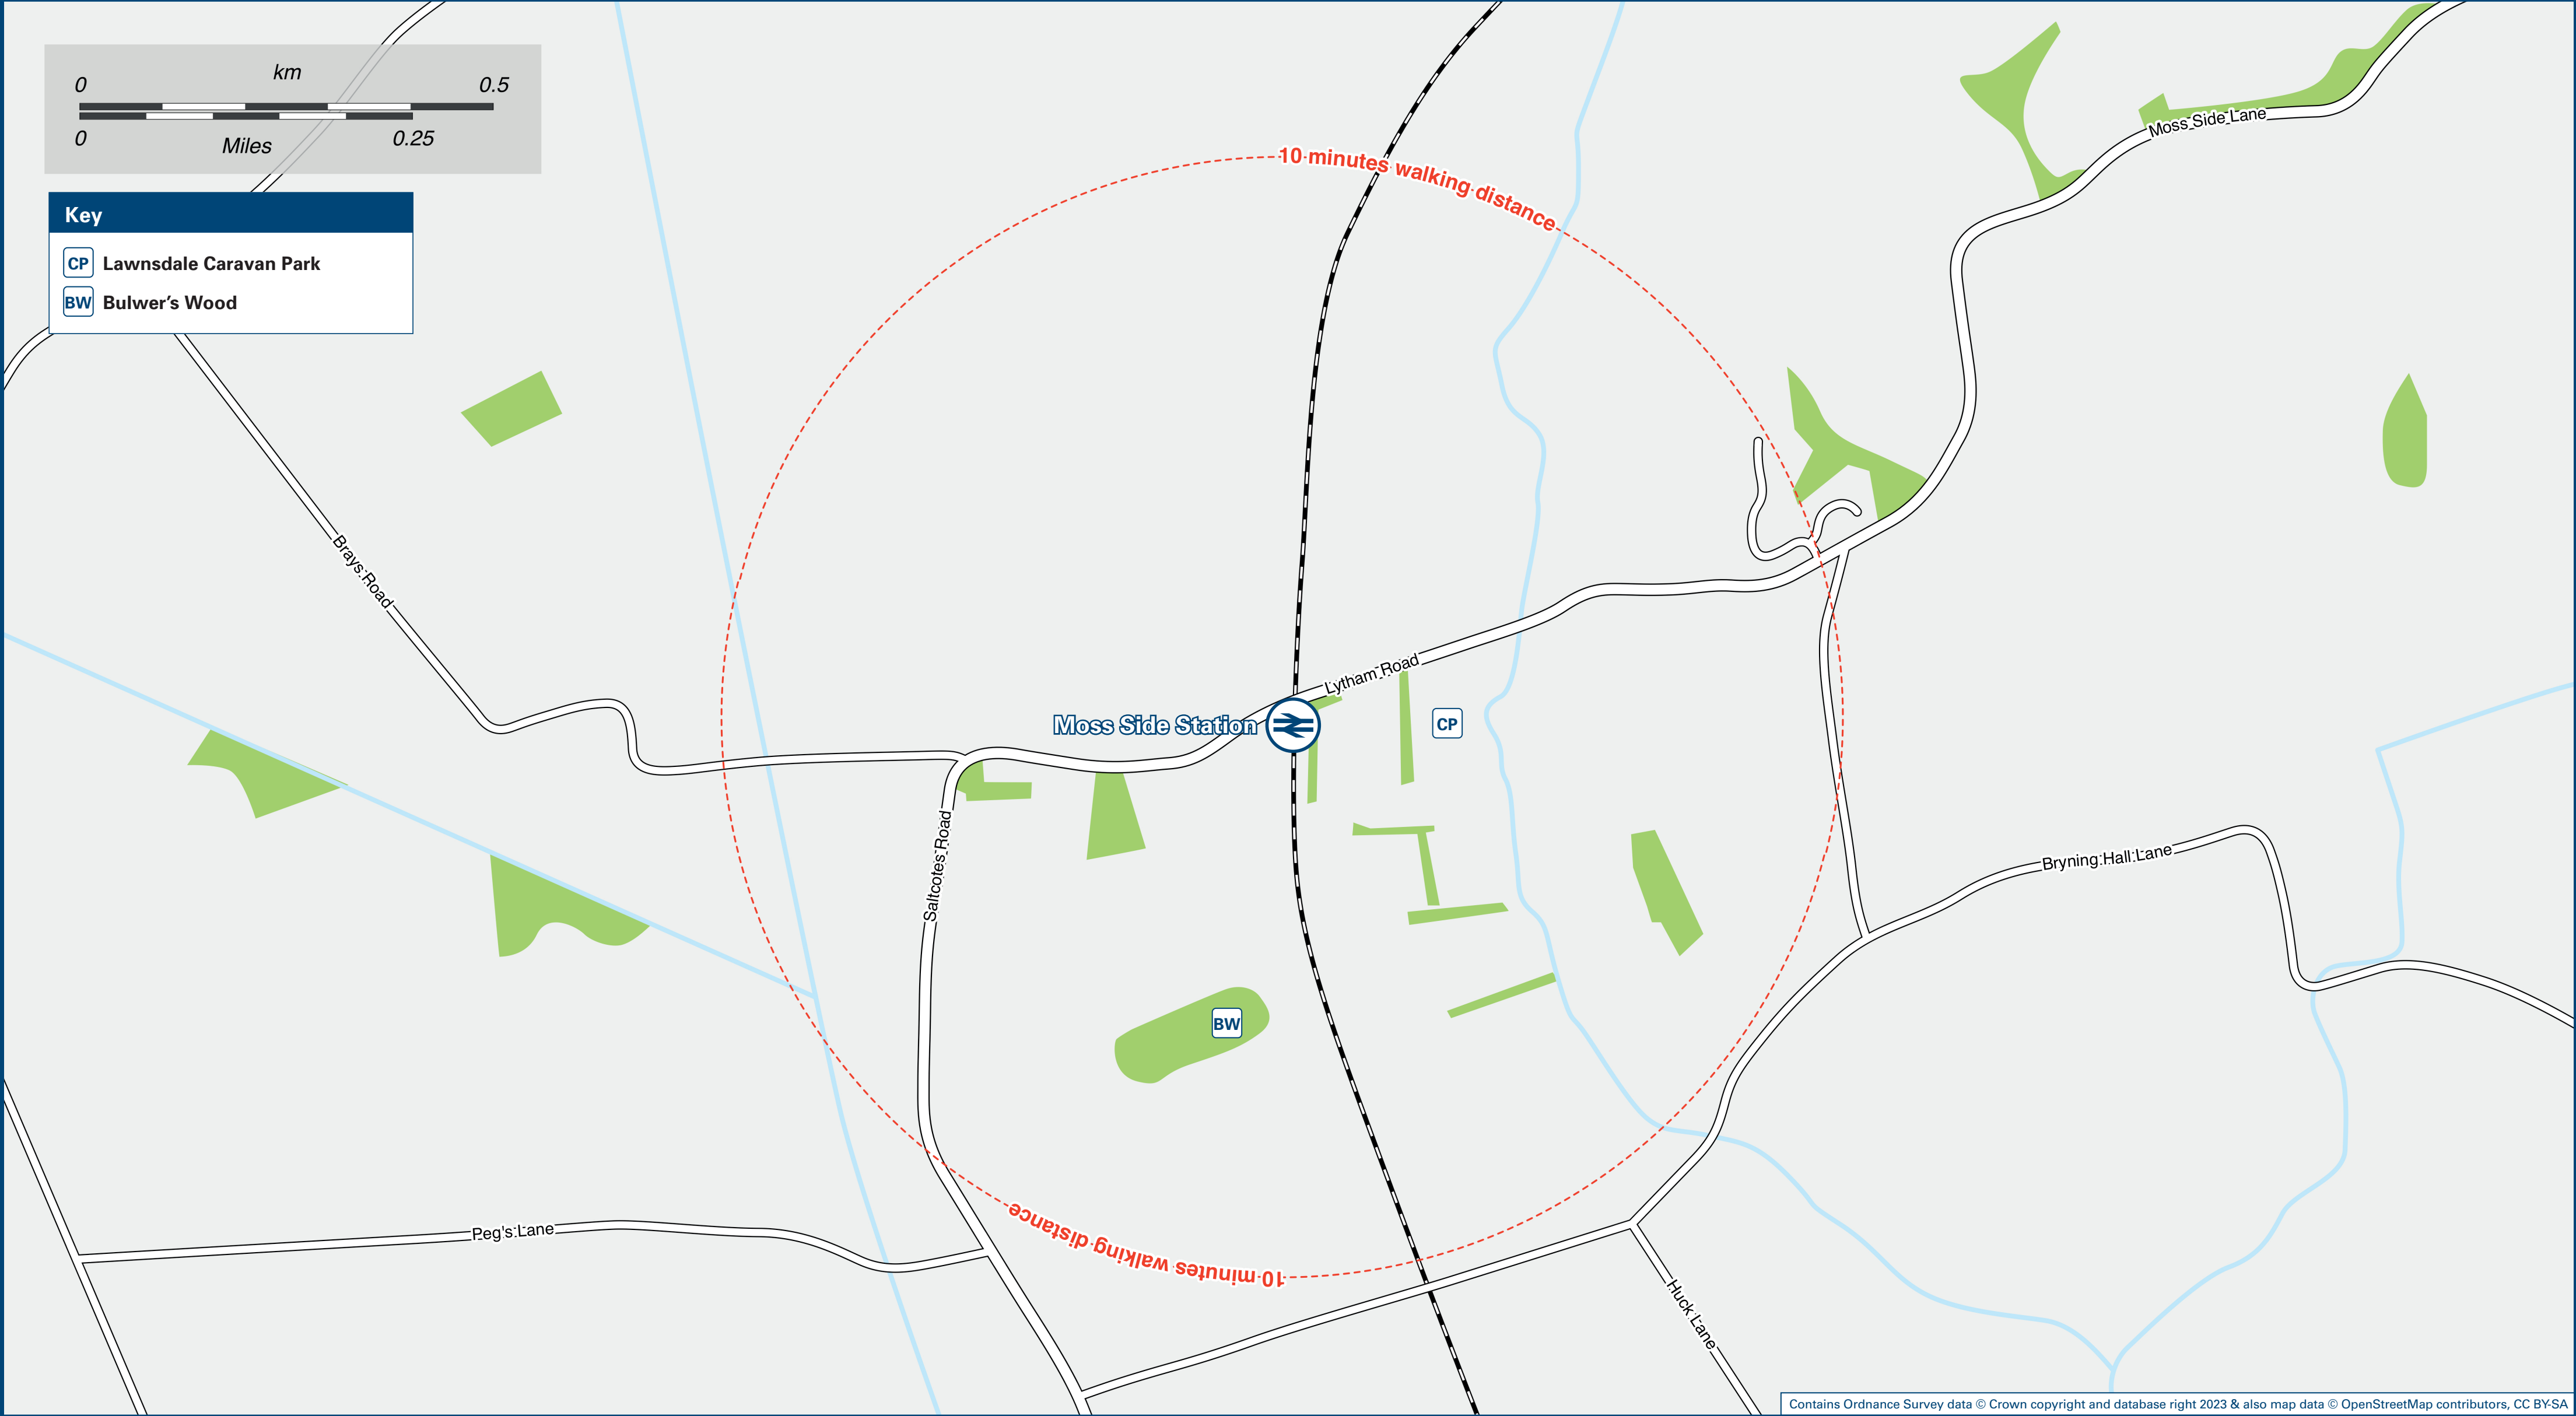 km
0 0.5
0 0.25
Miles
Key
CP Lawnsdale Caravan Park
BW Bulwer’s Wood
10 minutes walking distance
Moss Side Lane
Brays Road
Lytham Road
Moss Side Station
CP
Saltcotes Road
Bryning Hall Lane
BW
10 minutes walking distance
Peg's Lane
Huck Lane
Contains Ordnance Survey data © Crown copyright and database right 2023 & also map data © OpenStreetMap contributors, CC BY-SA